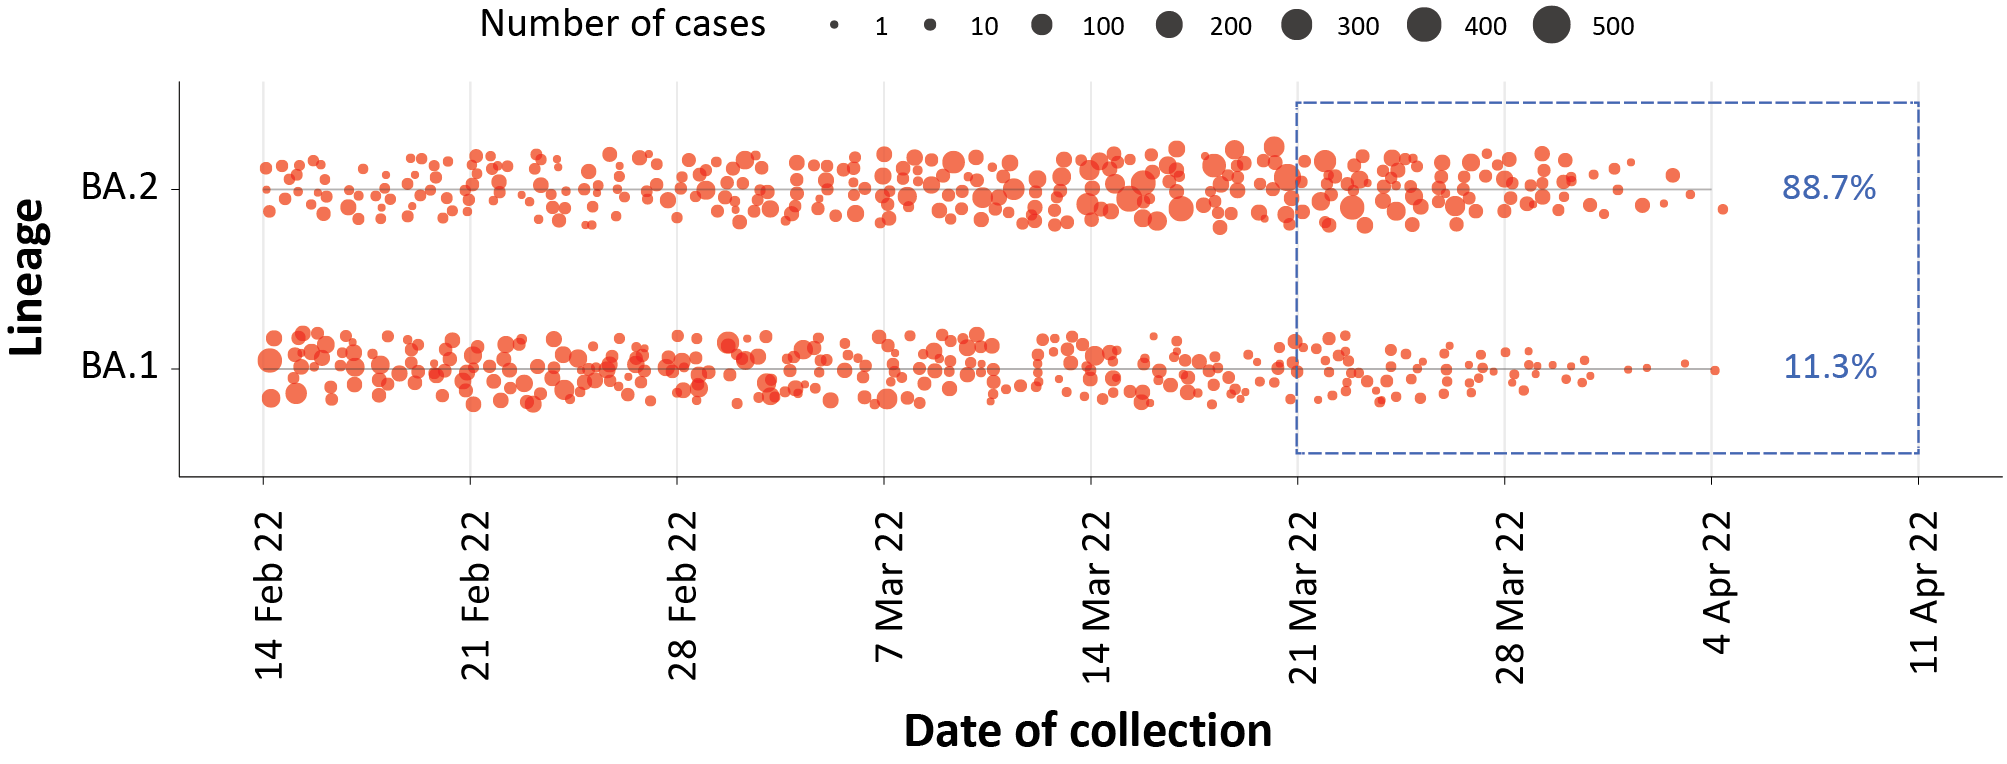 Number of cases 1 10 100 200 300 400 500
Lineage
BA.2
88.7%
BA.1
11.3%
14 Feb 22
21 Feb 22
28 Feb 22
7 Mar 22
14 Mar 22
21 Mar 22
28 Mar 22
4 Apr 22
11 Apr 22
Date of collection